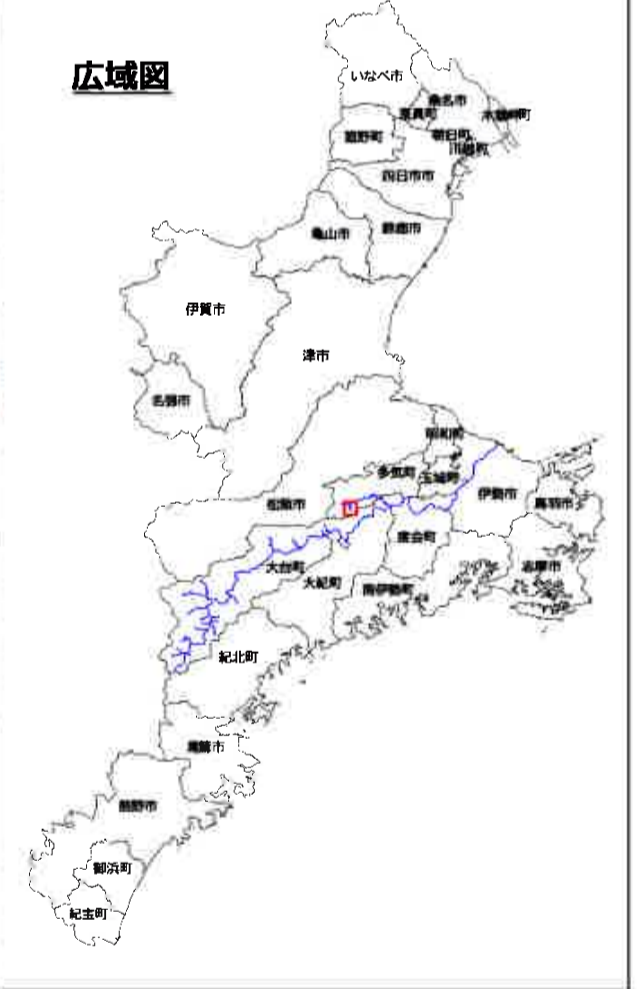 広域図
いなべ市
桑名市
東員町
木曽岬町
朝日町
川越町
菰野町
四日市市
亀山市
鈴鹿市
伊賀市
津市
名張市
明和町
多気町
玉城町
伊勢市
鳥羽市
松阪市
度会町
大台町
志摩市
大紀町
南伊勢町
紀北町
尾鷲市
熊野市
御浜町
紀宝町